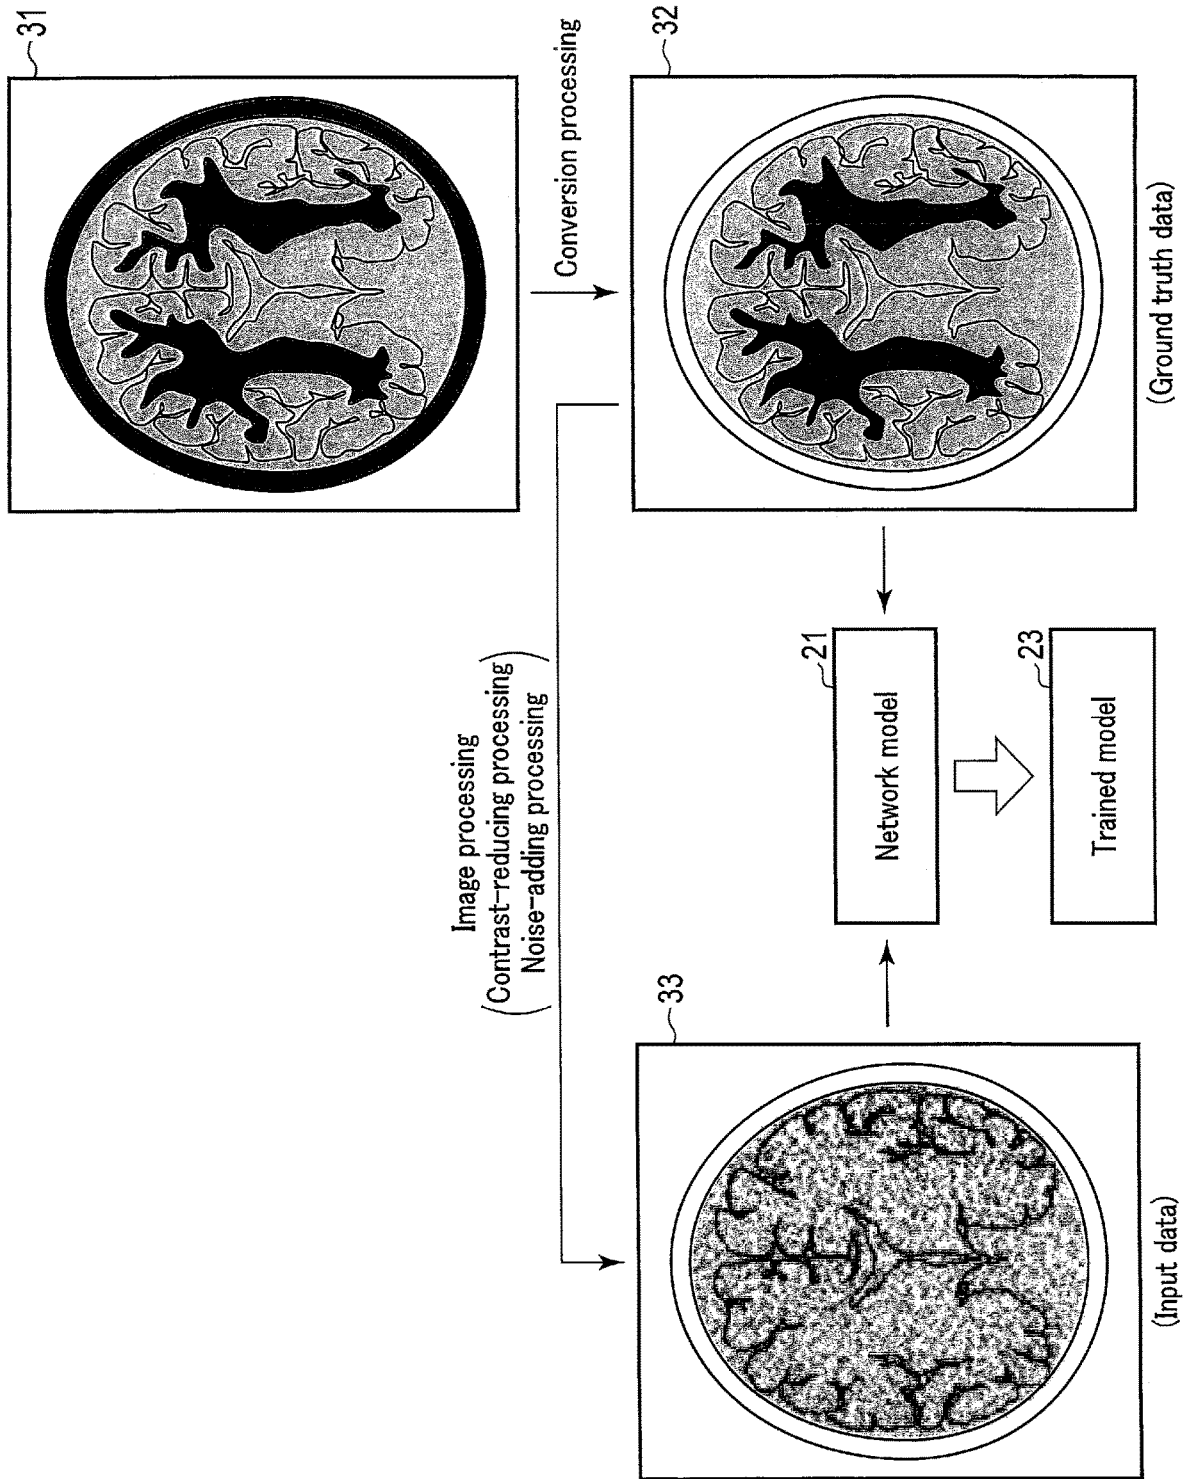 31
Conversion processing
32
(Ground truth data)
Image processing
(Contrast-reducing processing)
Noise-adding processing
21
Network model
23
Trained model
33
(Input data)